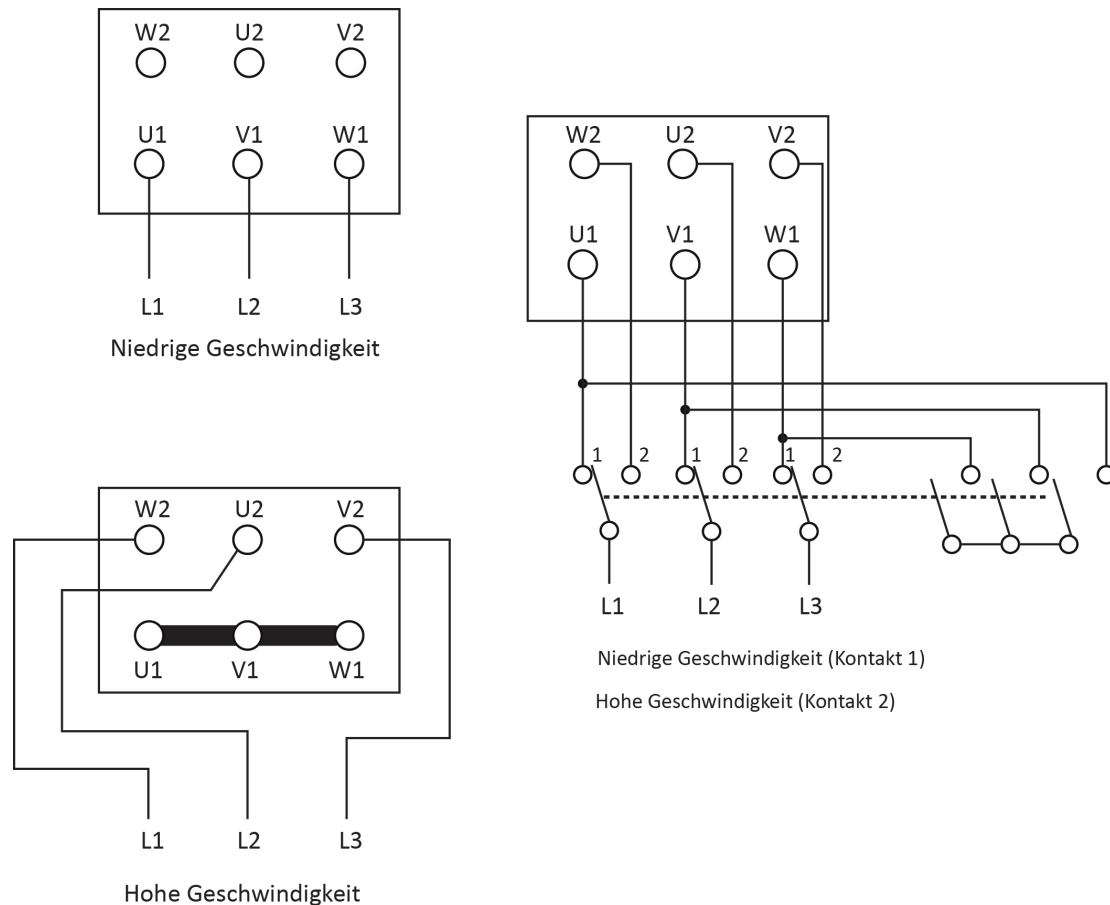 W2 U2 V2
U1 V1 W1
L1 L2 L3
Niedrige Geschwindigkeit
W2 U2 V2
U1 V1 W1
L1 L2 L3
Hohe Geschwindigkeit
W2 U2 V2
U1 V1 W1
1 2 1 2 1 2
L1 L2 L3
Niedrige Geschwindigkeit (Kontakt 1)
Hohe Geschwindigkeit (Kontakt 2)